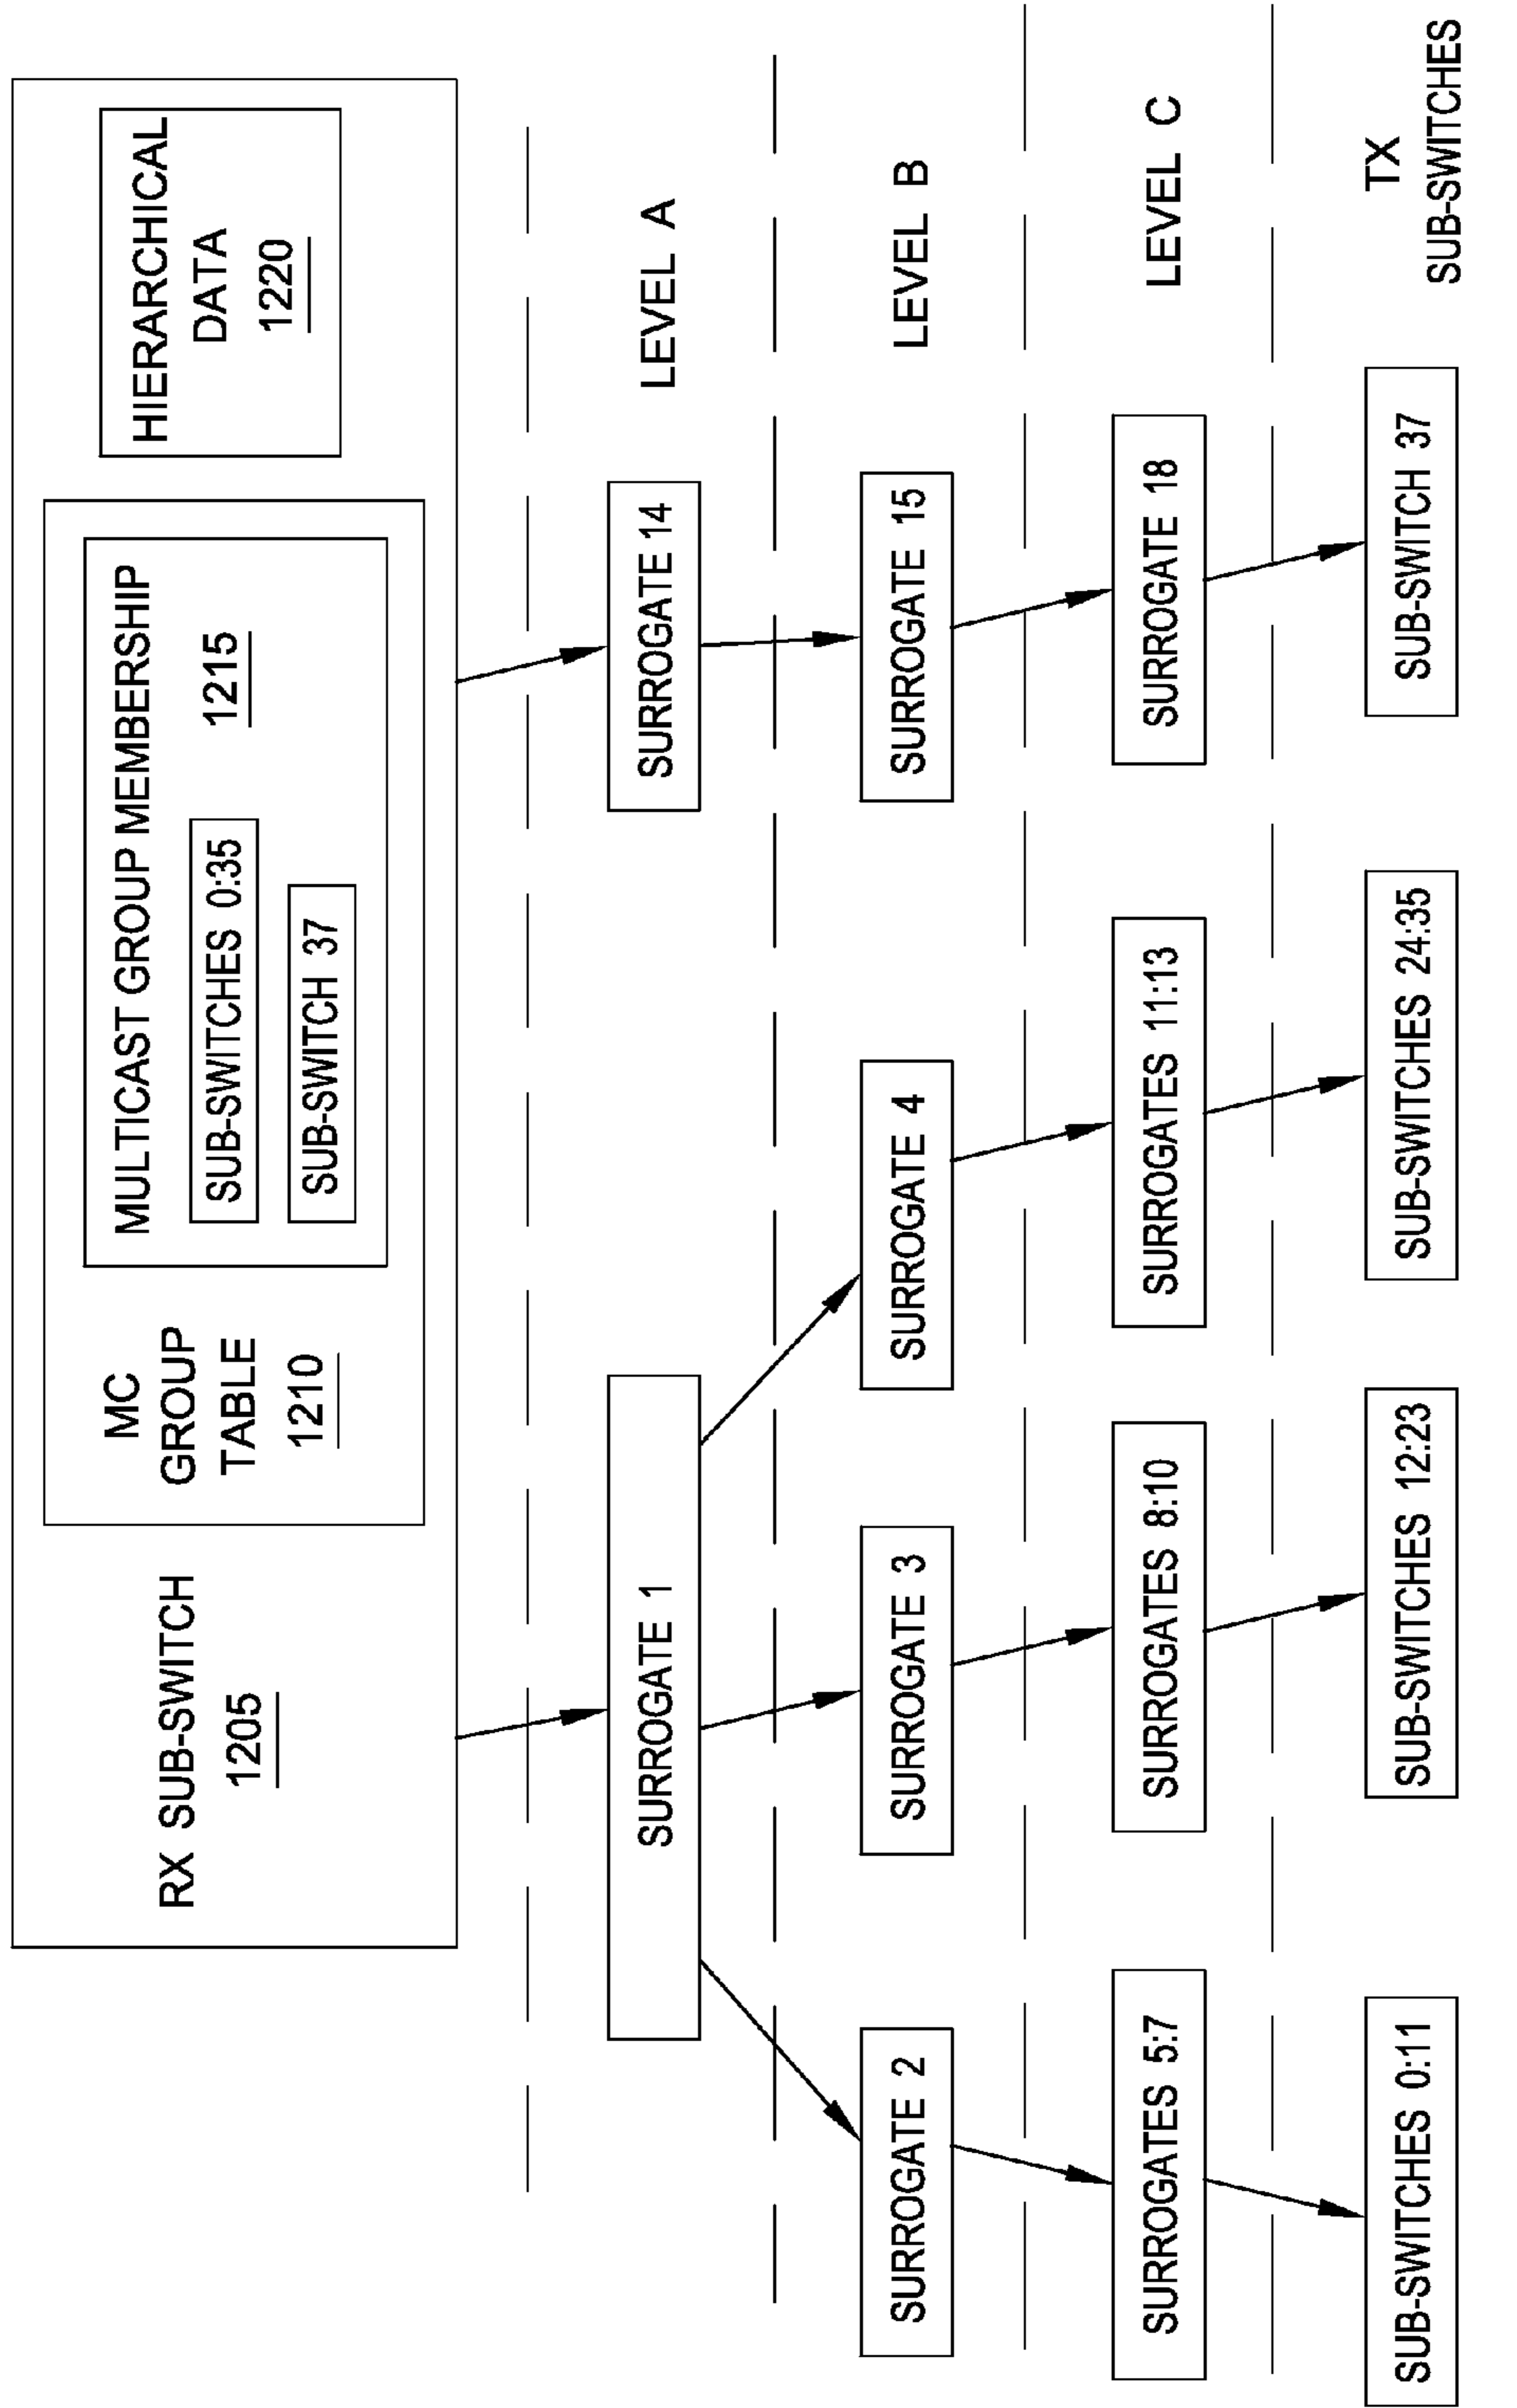 RX SUB-SWITCH
1205
MC
GROUP
TABLE
1210
MULTICAST GROUP MEMBERSHIP
1215
SUB-SWITCHES 0:35
SUB-SWITCH 37
HIERARCHICAL
DATA
1220
SURROGATE 1
SURROGATE 14
LEVEL A
SURROGATE 2
SURROGATE 3
SURROGATE 4
SURROGATE 15
LEVEL B
SURROGATES 5:7
SURROGATES 8:10
SURROGATES 11:13
SURROGATE 18
LEVEL C
SUB-SWITCHES 0:11
SUB-SWITCHES 12:23
SUB-SWITCHES 24:35
SUB-SWITCH 37
TX
SUB-SWITCHES